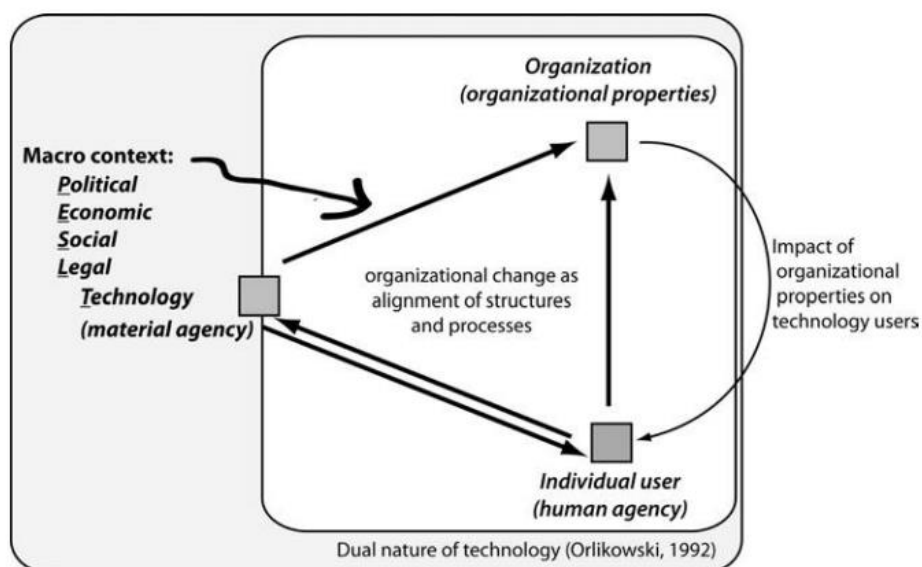 Organization
(organizational properties)
Macro context:
Political
Economic
Social
Legal
Technology
(material agency)
organizational change as
alignment of structures
and processes
Impact of
organizational
properties on
technology users
Individual user
(human agency)
Dual nature of technology (Orlikowski, 1992)